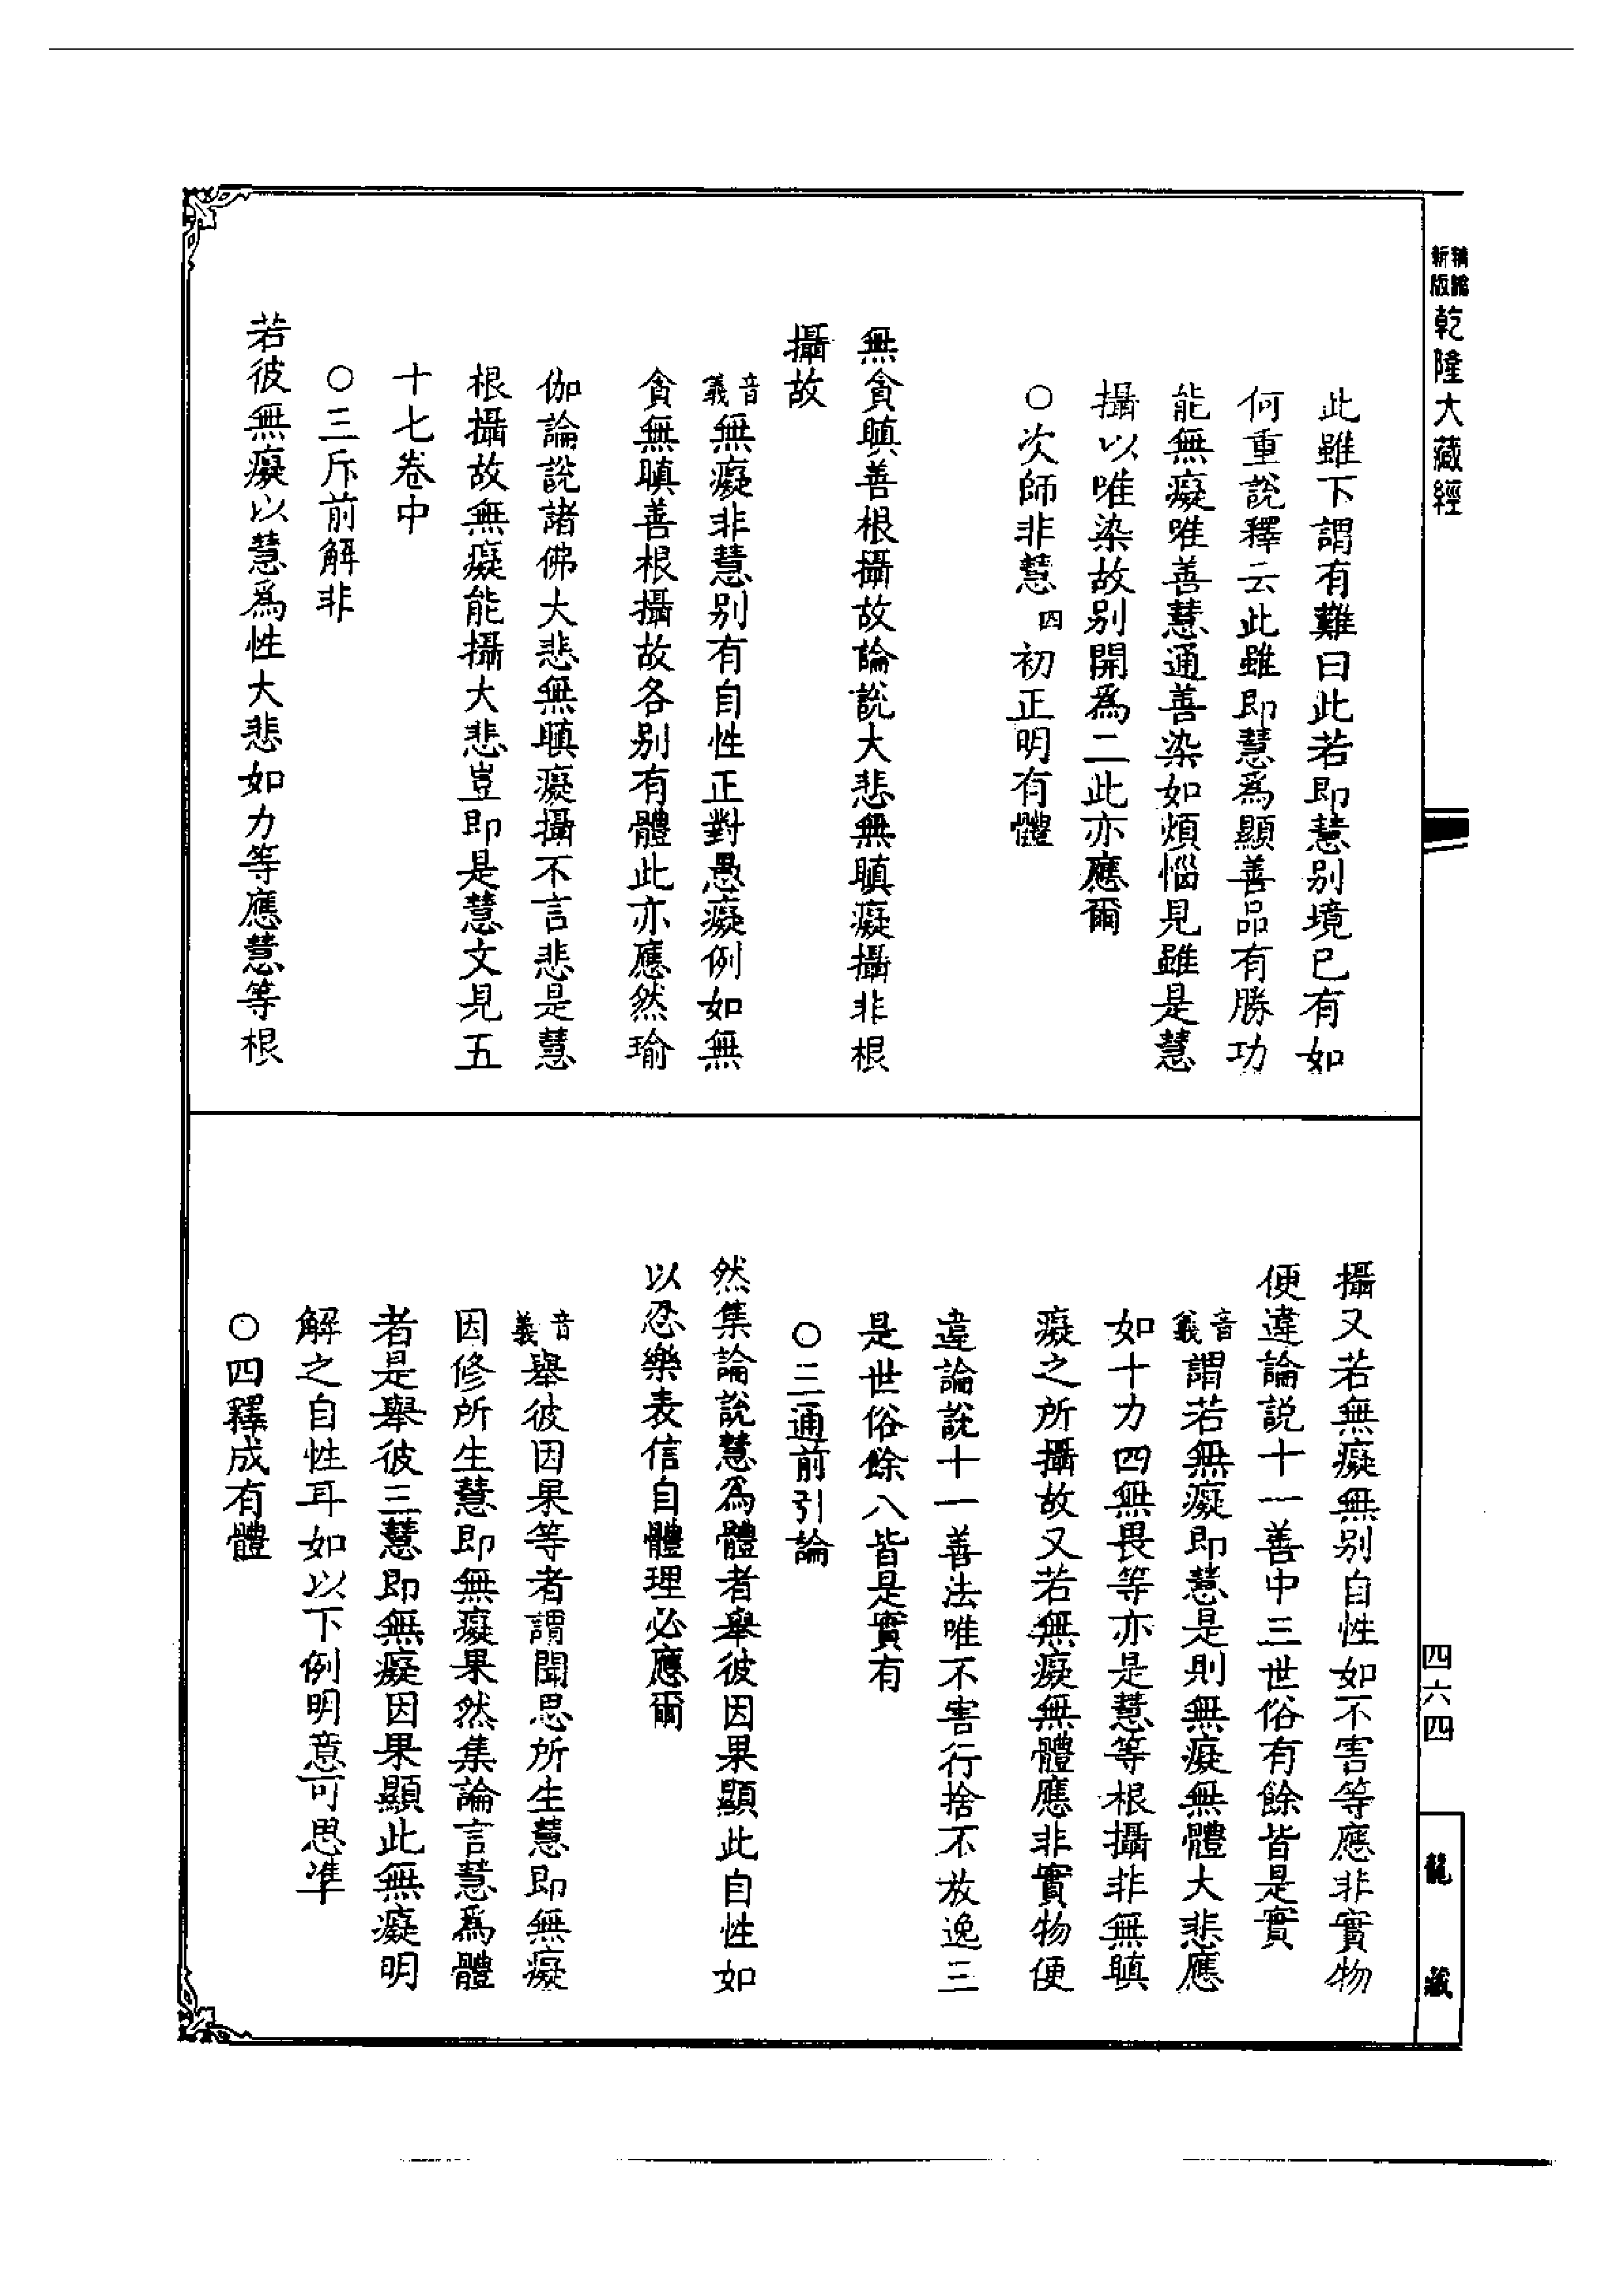 精鐫
新版
乾隆大藏經
此雖下謂有難曰此若即慧别境已有如
何重說釋云此雖即慧爲顯善品有勝功
能無癡唯善慧通善染如煩惱見雖是慧
攝以唯染故别開爲二此亦應爾
○次師非慧四初正明有體
無貪瞋善根攝故論說大悲無瞋癡攝非根
攝故
音義無癡非慧别有自性正對愚癡例如無
貪無瞋善根攝故各别有體此亦應然瑜
伽論說諸佛大悲無瞋癡攝不言悲是慧
根攝故無癡能攝大悲豈即是慧文見五
十七卷中
○三斥前解非
若彼無癡以慧爲性大悲如力等應慧等根
攝又若無癡無别自性如不害等應非實物
便違論說十一善中三世俗有餘皆是實
音義謂若無癡即慧是則無癡無體大悲應
如十力四無畏等亦是慧等根攝非無瞋
癡之所攝故又若無癡無體應非實物便
違論說十一善法唯不害行捨不放逸三
是世俗餘八皆是實有
○三通前引論
然集論說慧為體者舉彼因果顯此自性如
以忍樂表信自體理必應爾
音義舉彼因果等者謂聞思所生慧即無癡
因修所生慧即無癡果然集論言慧爲體
者是舉彼三慧即無癡因果顯此無癡明
解之自性耳如以下例明意可思準
○四釋成有體
四六四
龍藏